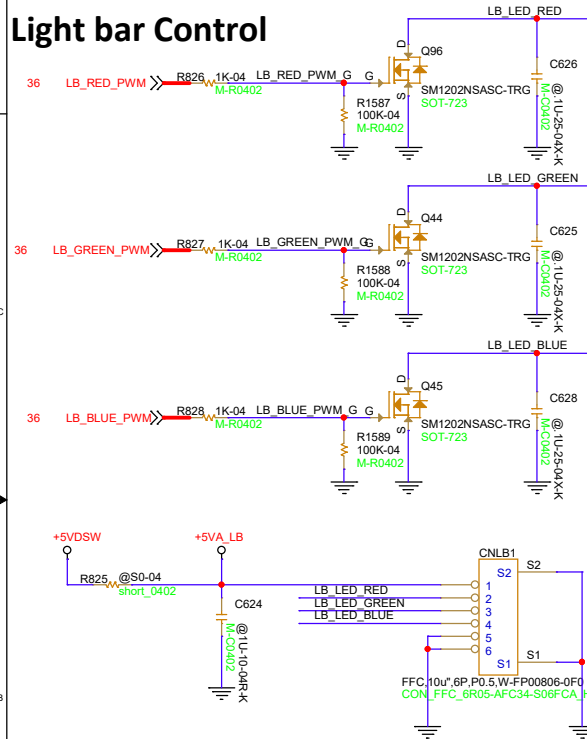 Light bar Control
LB_LED_RED
36 LB_RED_PWM R826 1K-04 LB_RED_PWM_G G D S Q96
M-R0402
SM1202NSASC-TRG
SOT-723
R1587
100K-04
M-R0402
C626
@.1U-25-04X-K
M-C0402
LB_LED_GREEN
36 LB_GREEN_PWM R827 1K-04 LB_GREEN_PWM_G G D S Q44
M-R0402
SM1202NSASC-TRG
SOT-723
R1588
100K-04
M-R0402
C625
@.1U-25-04X-K
M-C0402
LB_LED_BLUE
36 LB_BLUE_PWM R828 1K-04 LB_BLUE_PWM_G G D S Q45
M-R0402
SM1202NSASC-TRG
SOT-723
R1589
100K-04
M-R0402
C628
@.1U-25-04X-K
M-C0402
C
+5VDSW
+5VA_LB
R825 @S0-04
short_0402
C624
@1U-10-04R-K
M-C0402
LB_LED_RED
LB_LED_GREEN
LB_LED_BLUE
CNLB1
S2 S2
1
2
3
4
5
6
S1 S1
FFC,10u",6P,P0.5,W-FP00806-0F0
CON_FFC_6R05-AFC34-S06FCA_H
B